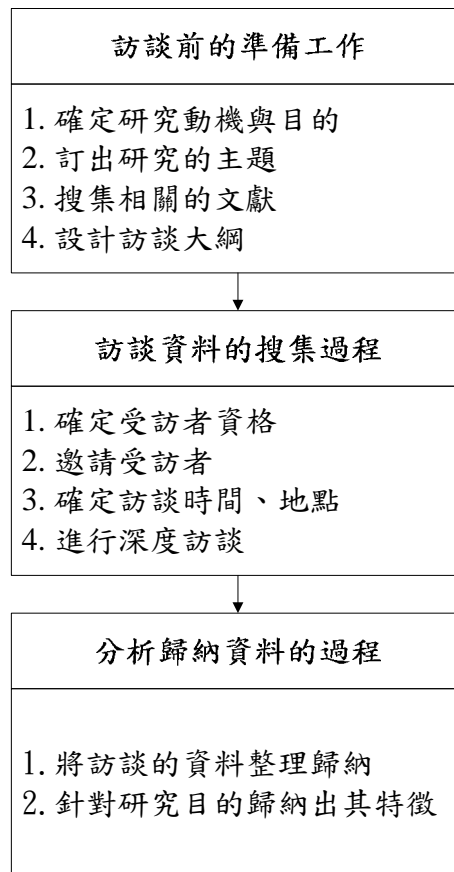 訪談前的準備工作
1. 確定研究動機與目的
2. 訂出研究的主題
3. 搜集相關的文獻
4. 設計訪談大綱
訪談資料的搜集過程
1. 確定受訪者資格
2. 邀請受訪者
3. 確定訪談時間、地點
4. 進行深度訪談
分析歸納資料的過程
1. 將訪談的資料整理歸納
2. 針對研究目的歸納出其特徵